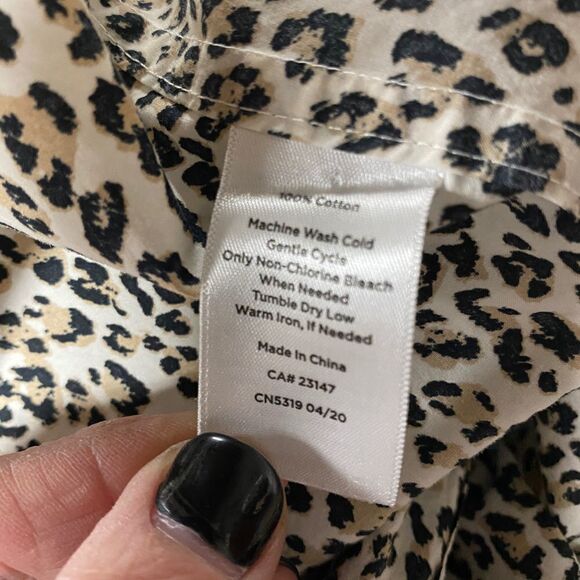 100% Cotton
Machine Wash Cold
Gentle Cycle
Only Non-Chlorine Bleach
When Needed
Tumble Dry Low
Warm Iron, If Needed
Made In China
CA# 23147
CN5319 04/20